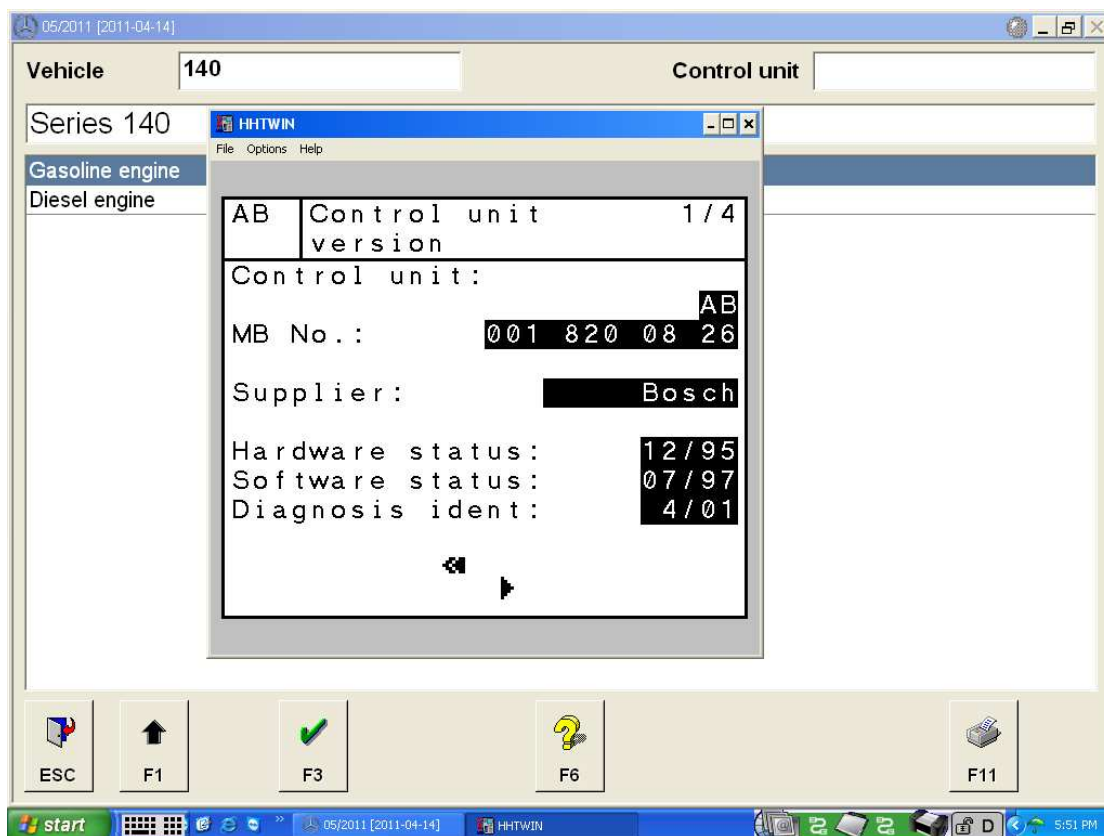 05/2011 [2011-04-14]
Vehicle 140 Control unit
Series 140
HHTWIN
File Options Help
Gasoline engine
Diesel engine
AB Control unit 1/4
version
Control unit:
AB
MB No.: 001 820 08 26
Supplier: Bosch
Hardware status: 12/95
Software status: 07/97
Diagnosis ident: 4/01
ESC F1 F3 F6 F11
start 05/2011 [2011-04-14] HHTWIN D 5:51 PM